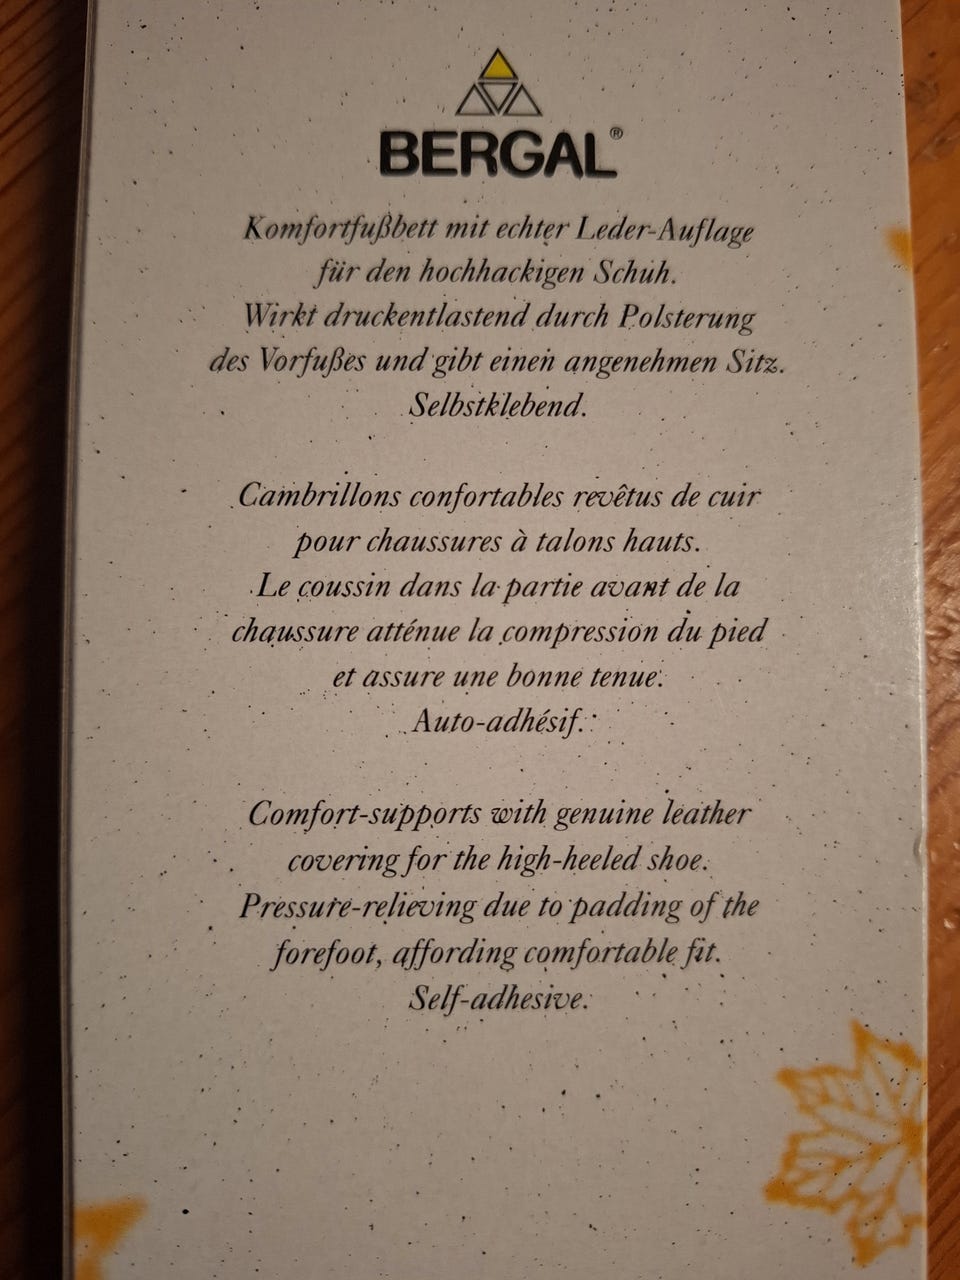 BERGAL®
Komfortfußbett mit echter Leder-Auflage
für den hochhackigen Schuh.
Wirkt druckentlastend durch Polsterung
des Vorfußes und gibt einen angenehmen Sitz.
Selbstklebend.
Cambrillons confortables revêtus de cuir
pour chaussures à talons hauts.
Le coussin dans la partie avant de la
chaussure atténue la compression du pied
et assure une bonne tenue.
Auto-adhésif.
Comfort-supports with genuine leather
covering for the high-heeled shoe.
Pressure-relieving due to padding of the
forefoot, affording comfortable fit.
Self-adhesive.